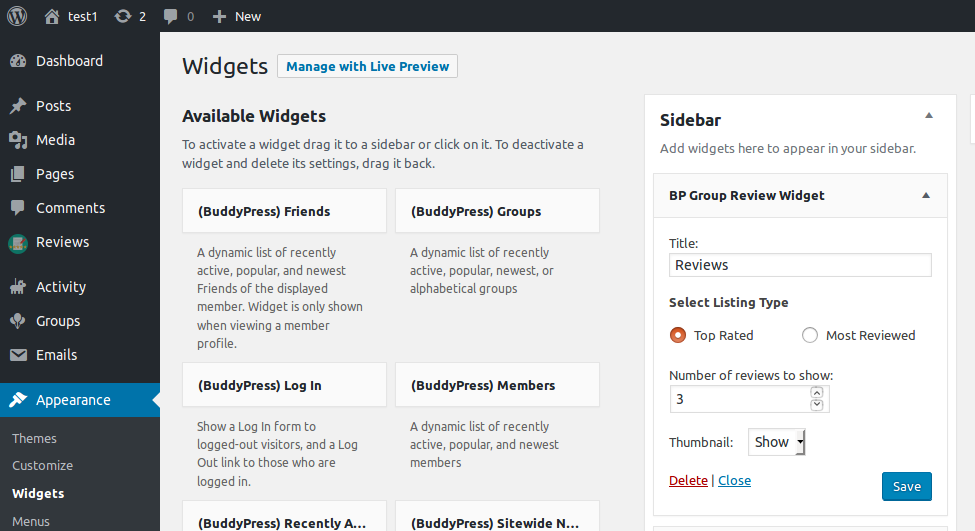 test1
2
0
New
Dashboard
Posts
Media
Pages
Comments
Reviews
Activity
Groups
Emails
Appearance
Themes
Customize
Widgets
Menus
Widgets
Manage with Live Preview
Available Widgets
To activate a widget drag it to a sidebar or click on it. To deactivate a
widget and delete its settings, drag it back.
(BuddyPress) Friends
A dynamic list of recently
active, popular, and newest
Friends of the displayed
member. Widget is only shown
when viewing a member
profile.
(BuddyPress) Groups
A dynamic list of recently
active, popular, newest, or
alphabetical groups
(BuddyPress) Log In
Show a Log In form to
logged-out visitors, and a Log
Out link to those who are
logged in.
(BuddyPress) Members
A dynamic list of recently
active, popular, and newest
members
(BuddyPress) Recently A...
(BuddyPress) Sitewide N...
Sidebar
Add widgets here to appear in your sidebar.
BP Group Review Widget
Title:
Reviews
Select Listing Type
Top Rated
Most Reviewed
Number of reviews to show:
3
Thumbnail: Show
Delete | Close
Save